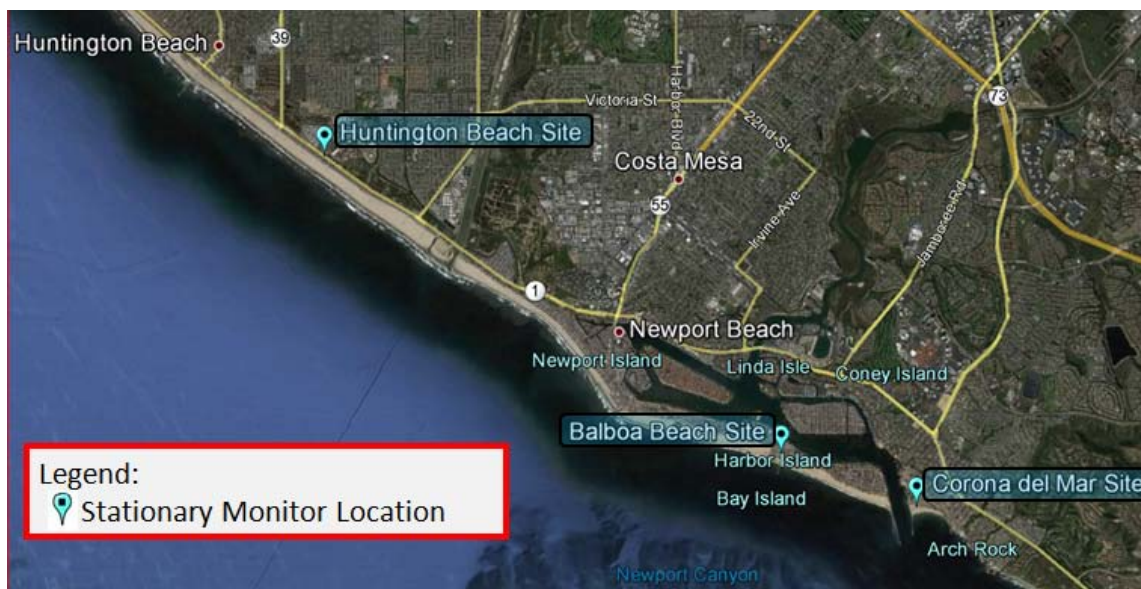 Huntington Beach
39
Harbor Blvd
73
Victoria St
Huntington Beach Site
22nd St
Costa Mesa
55
Irvine Ave
Jamboree Rd
1
Newport Beach
Newport Island
Linda Isle
Coney Island
Balboa Beach Site
Harbor Island
Bay Island
Corona del Mar Site
Legend:
Stationary Monitor Location
Arch Rock
Newport Canyon